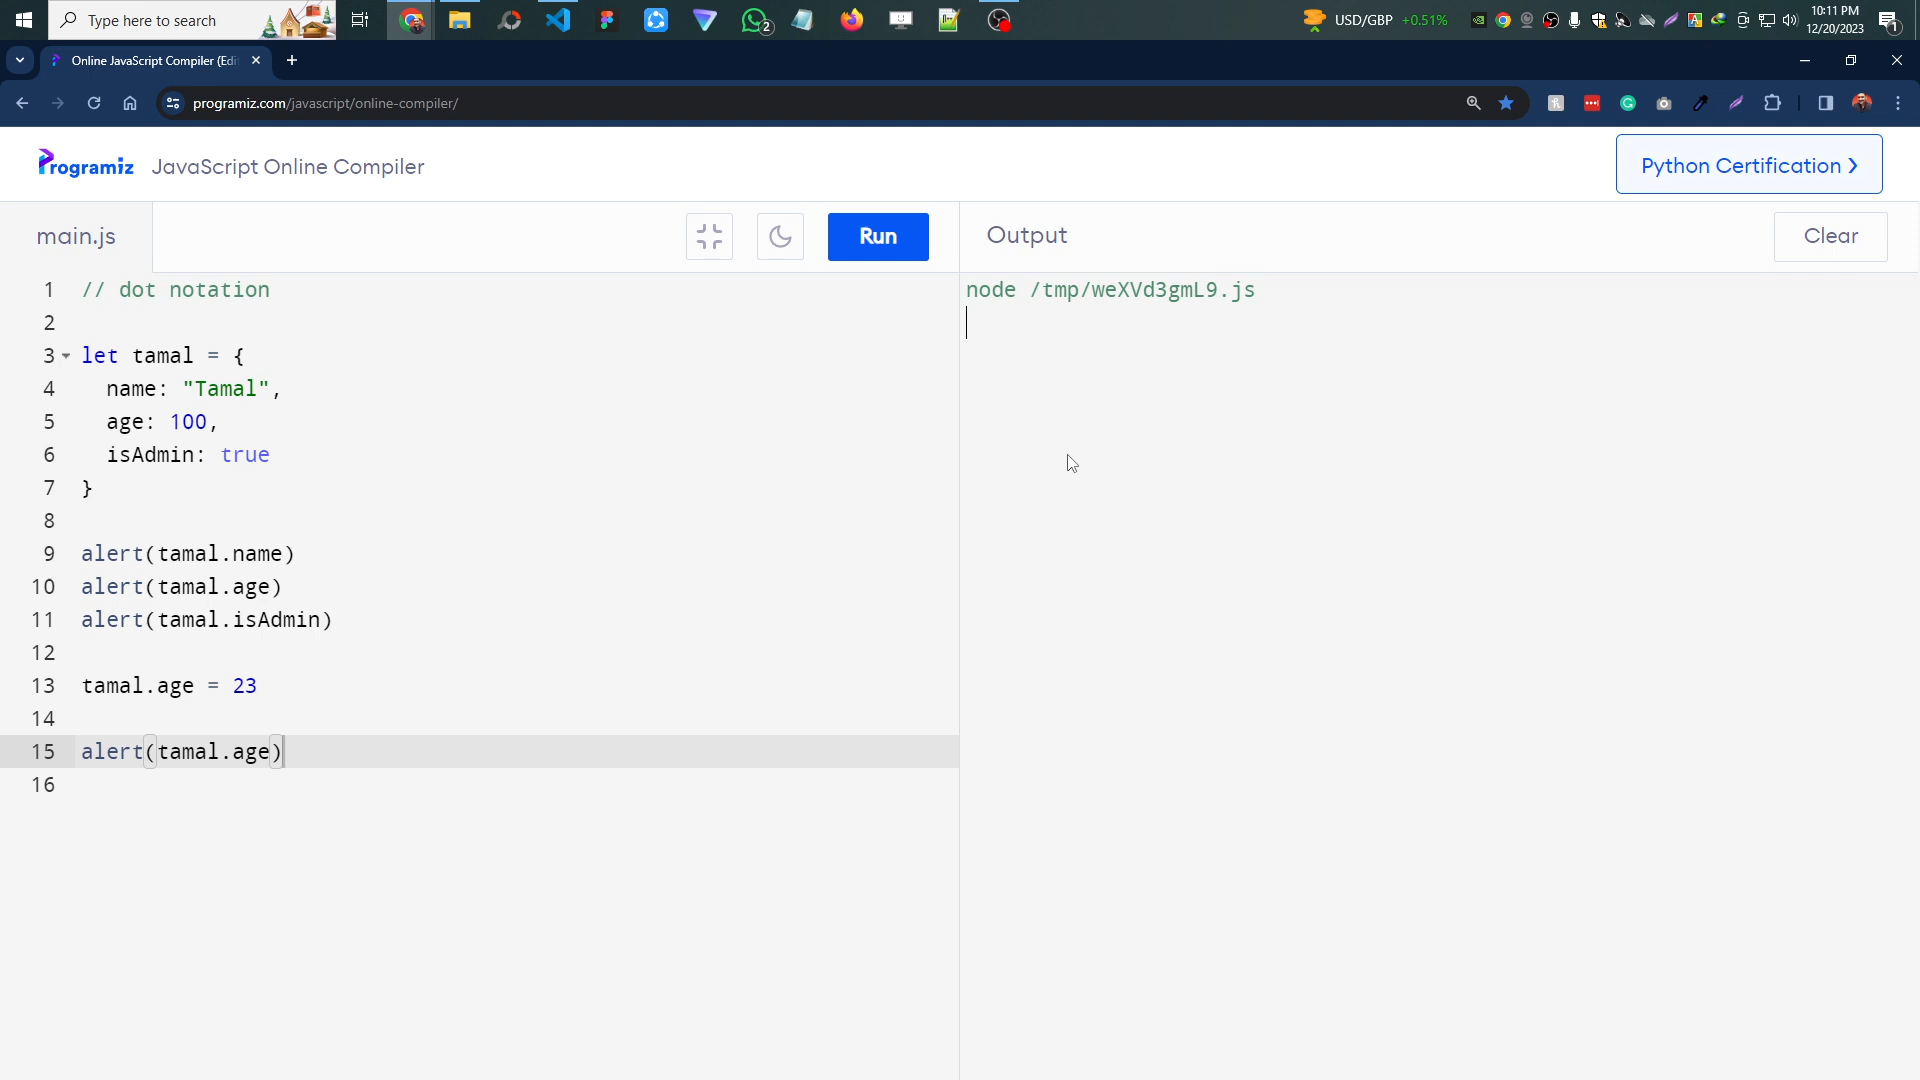 Type here to search
2
USD/GBP +0.51%
10:11 PM
12/20/2023
1
Online JavaScript Compiler (Edi
programiz.com/javascript/online-compiler/
Programiz JavaScript Online Compiler
Python Certification ❯
main.js
Run
Output
Clear
1 // dot notation
2
3 let tamal = {
4 name: "Tamal",
5 age: 100,
6 isAdmin: true
7 }
8
9 alert(tamal.name)
10 alert(tamal.age)
11 alert(tamal.isAdmin)
12
13 tamal.age = 23
14
15 alert(tamal.age)
16
node /tmp/weXVd3gmL9.js